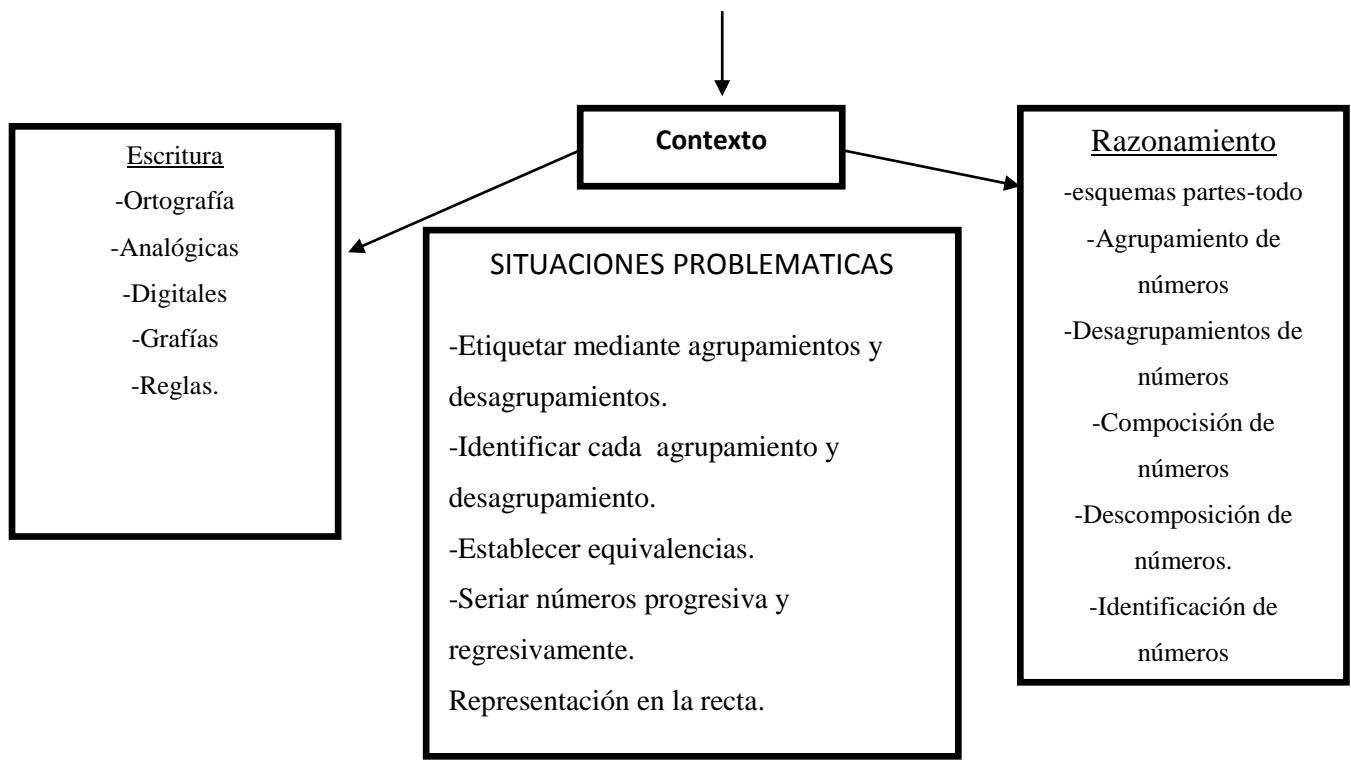 Contexto
Escritura
-Ortografía
-Analógicas
-Digitales
-Grafías
-Reglas.
SITUACIONES PROBLEMATICAS
-Etiquetar mediante agrupamientos y
desagrupamientos.
-Identificar cada agrupamiento y
desagrupamiento.
-Establecer equivalencias.
-Seriar números progresiva y
regresivamente.
Representación en la recta.
Razonamiento
-esquemas partes-todo
-Agrupamiento de
números
-Desagrupamientos de
números
-Compocisión de
números
-Descomposición de
números.
-Identificación de
números